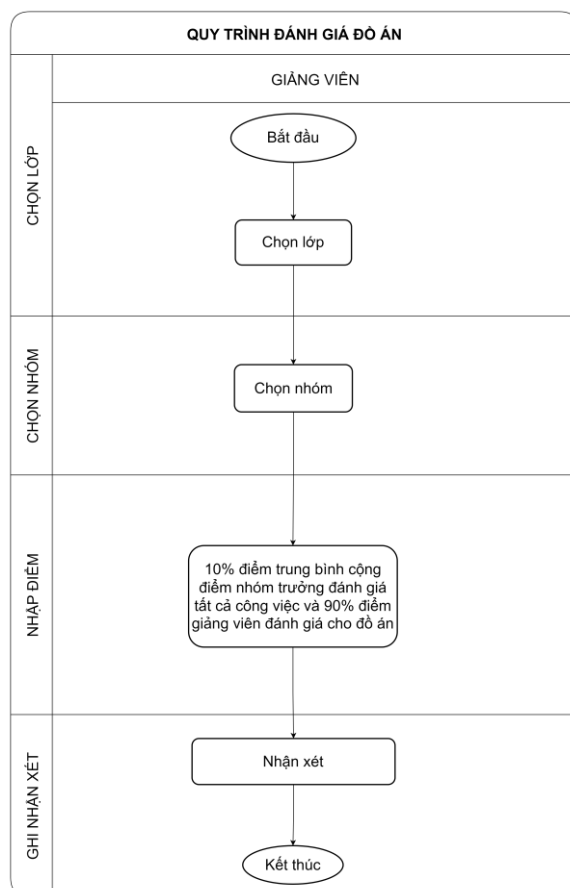 QUY TRÌNH ĐÁNH GIÁ ĐỒ ÁN
GIẢNG VIÊN
CHỌN LỚP
Bắt đầu
Chọn lớp
CHỌN NHÓM
Chọn nhóm
NHẬP ĐIỂM
10% điểm trung bình cộng
điểm nhóm trưởng đánh giá
tất cả công việc và 90% điểm
giảng viên đánh giá cho đồ án
GHI NHẬN XÉT
Nhận xét
Kết thúc